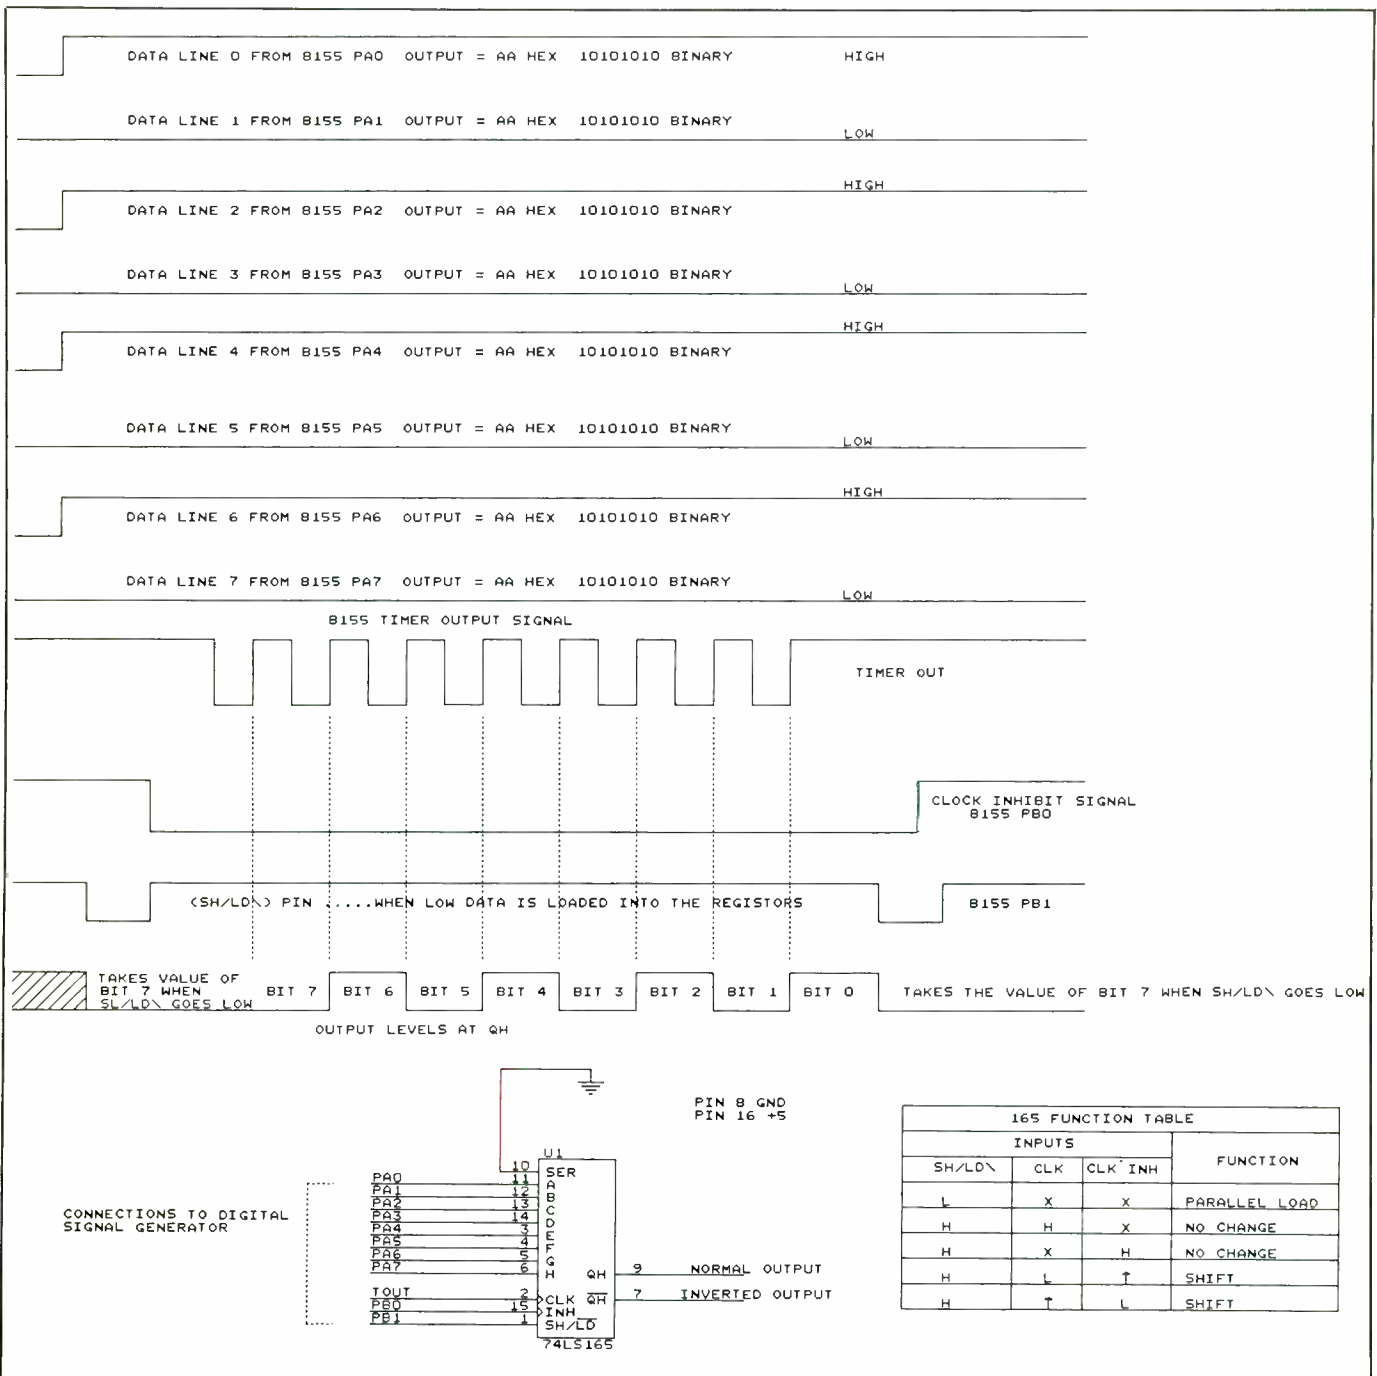 DATA LINE 0 FROM 8155 PA0 OUTPUT = AA HEX 10101010 BINARY HIGH
DATA LINE 1 FROM 8155 PA1 OUTPUT = AA HEX 10101010 BINARY LOW
HIGH
DATA LINE 2 FROM 8155 PA2 OUTPUT = AA HEX 10101010 BINARY
DATA LINE 3 FROM 8155 PA3 OUTPUT = AA HEX 10101010 BINARY
LOW
HIGH
DATA LINE 4 FROM 8155 PA4 OUTPUT = AA HEX 10101010 BINARY
DATA LINE 5 FROM 8155 PA5 OUTPUT = AA HEX 10101010 BINARY
LOW
HIGH
DATA LINE 6 FROM 8155 PA6 OUTPUT = AA HEX 10101010 BINARY
DATA LINE 7 FROM 8155 PA7 OUTPUT = AA HEX 10101010 BINARY
LOW
8155 TIMER OUTPUT SIGNAL
TIMER OUT
CLOCK INHIBIT SIGNAL
8155 PB0
(SH/LD\) PIN .....WHEN LOW DATA IS LOADED INTO THE REGISTORS
8155 PB1
TAKES VALUE OF
BIT 7 WHEN
SL/LD\ GOES LOW
BIT 7 BIT 6 BIT 5 BIT 4 BIT 3 BIT 2 BIT 1 BIT 0
TAKES THE VALUE OF BIT 7 WHEN SH/LD\ GOES LOW
OUTPUT LEVELS AT QH
PIN 8 GND
PIN 16 +5
CONNECTIONS TO DIGITAL
SIGNAL GENERATOR
U1
10 SER
PA0 11 A
PA1 12 B
PA2 13 C
PA3 14 D
PA4 3 E
PA5 4 F
PA6 5 G
PA7 6 H
TOUT 2 CLK
PB0 15 INH
PB1 1 SH/LD
QH 9 NORMAL OUTPUT
QH 7 INVERTED OUTPUT
74LS165
165 FUNCTION TABLE
INPUTS FUNCTION
SH/LD\ CLK CLK INH
L X X PARALLEL LOAD
H H X NO CHANGE
H X H NO CHANGE
H L ↑ SHIFT
H ↑ L SHIFT